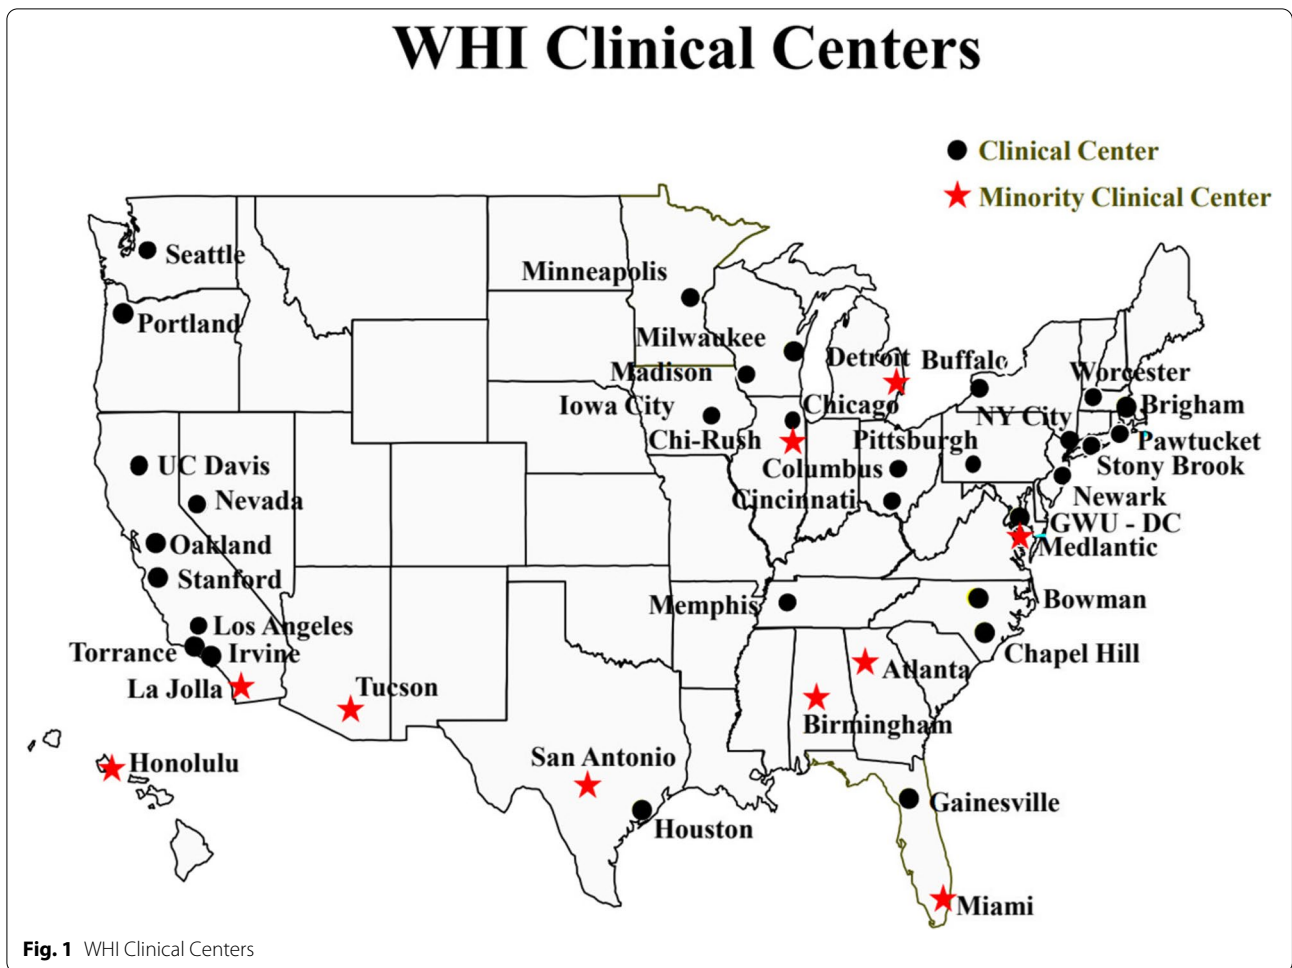 WHI Clinical Centers
Clinical Center
Minority Clinical Center
Seattle
Portland
Minneapolis
Milwaukee
Madison
Detroit
Buffalo
Worcester
Iowa City
Chicago
Brigham
NY City
Chi-Rush
Pittsburgh
Pawtucket
UC Davis
Columbus
Stony Brook
Nevada
Cincinnati
Newark
GWU - DC
Oakland
Medlantic
Stanford
Memphis
Bowman
Los Angeles
Torrance
Irvine
Chapel Hill
La Jolla
Tucson
Atlanta
Birmingham
Honolulu
San Antonio
Gainesville
Houston
Miami
Fig. 1 WHI Clinical Centers